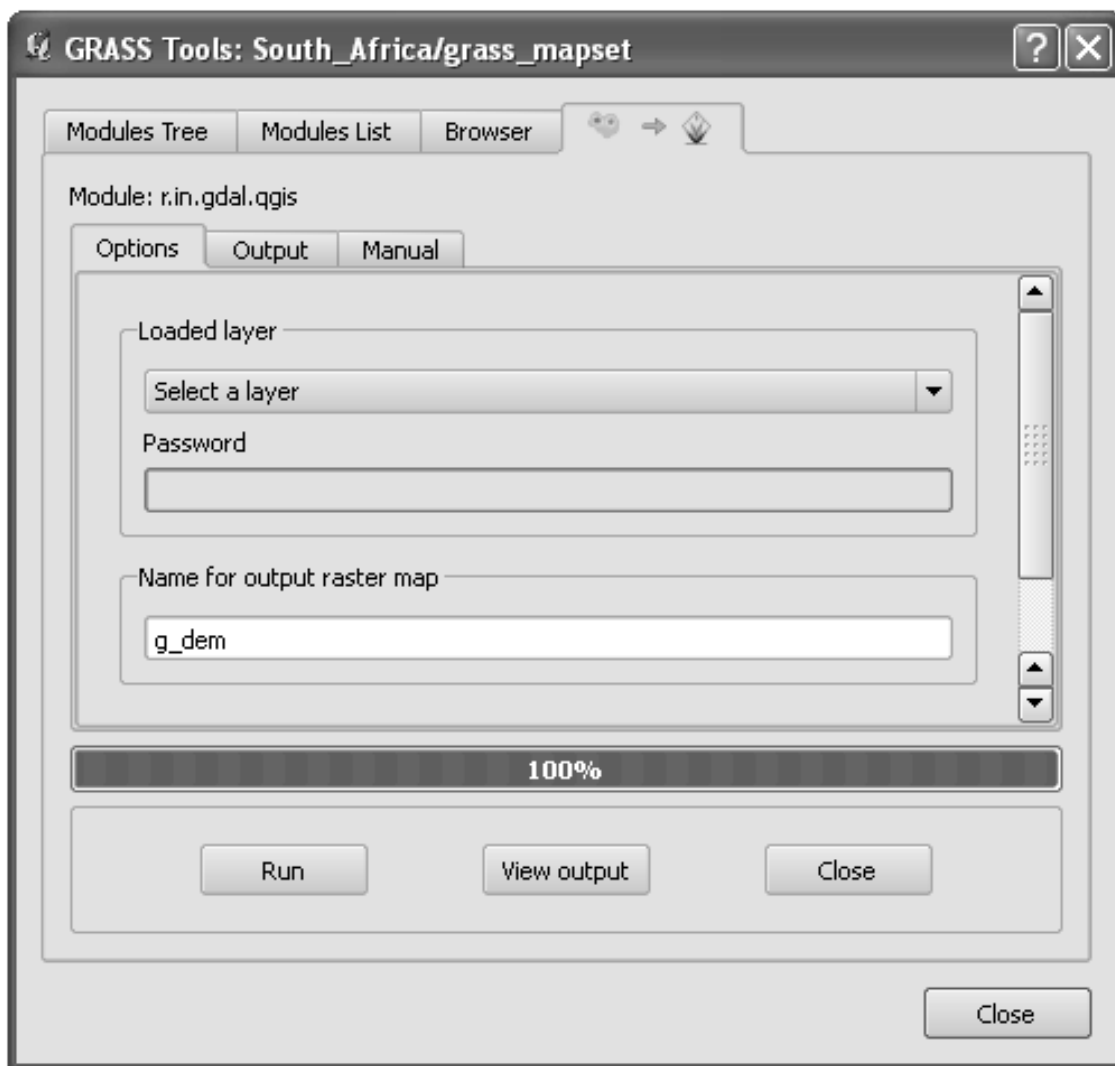 GRASS Tools: South_Africa/grass_mapset
Modules Tree Modules List Browser
Module: r.in.gdal.qgis
Options Output Manual
Loaded layer
Select a layer
Password
Name for output raster map
g_dem
100%
Run View output Close
Close